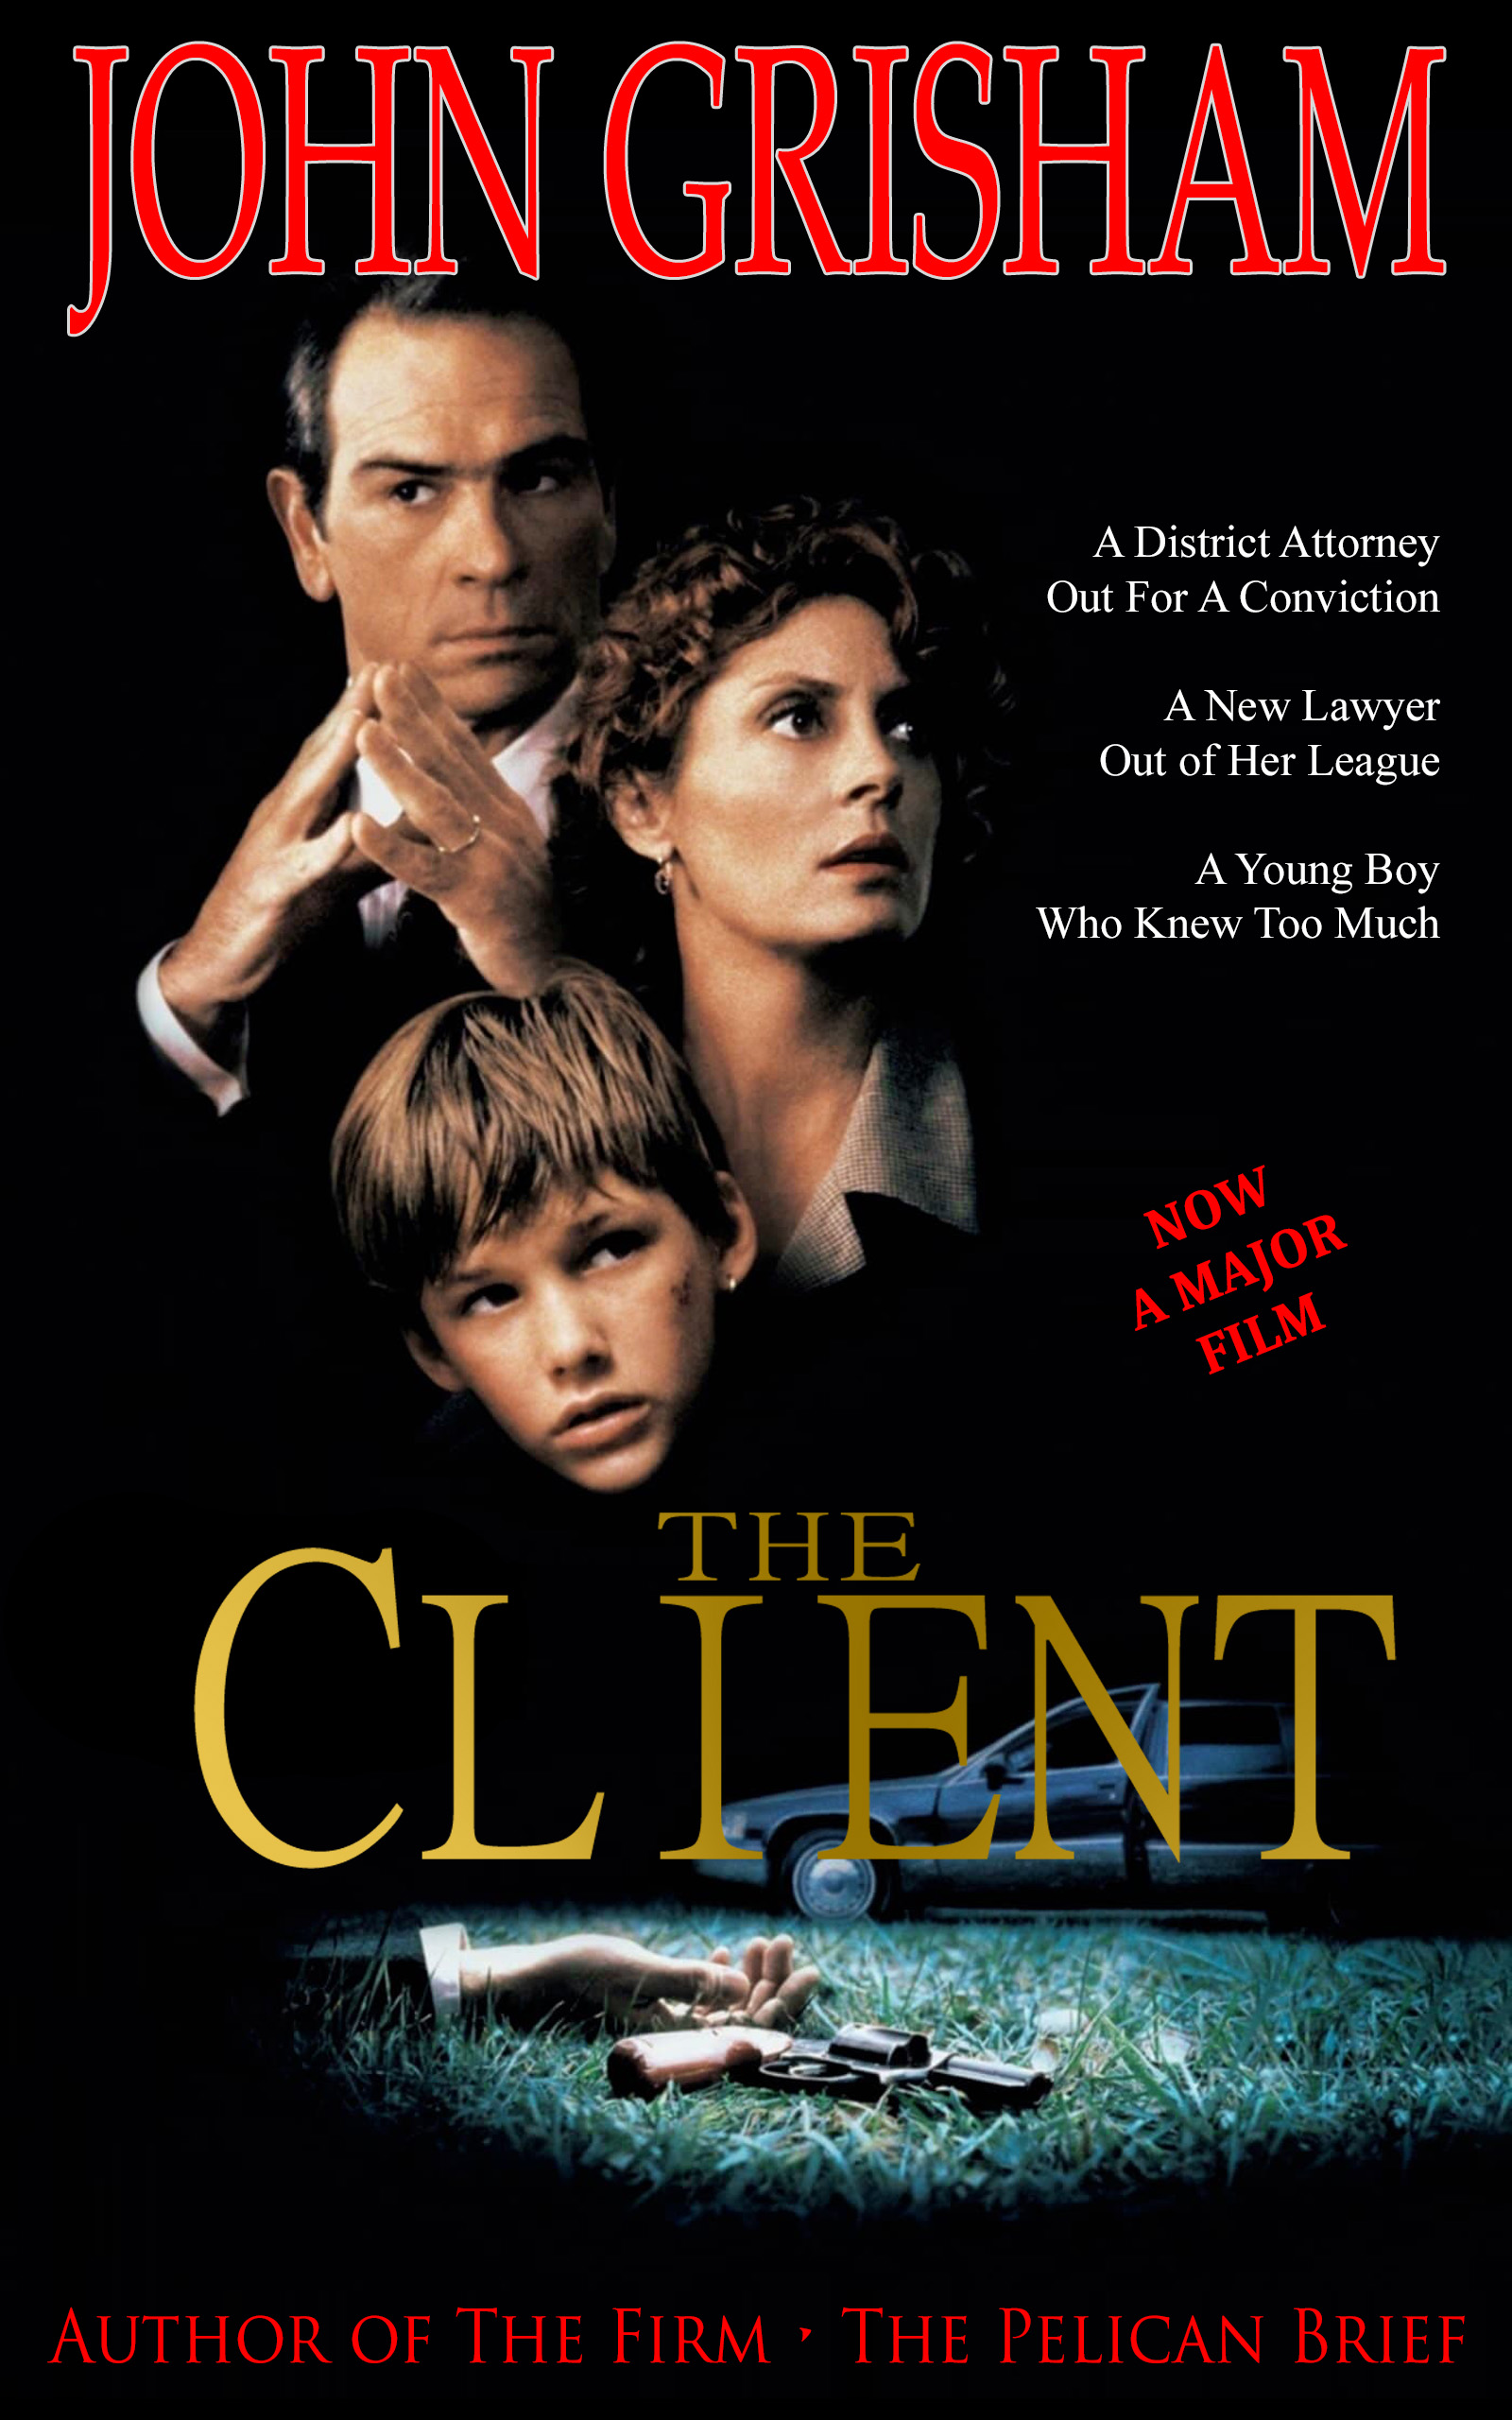 JOHN GRISHAM
A District Attorney
Out For A Conviction
A New Lawyer
Out of Her League
A Young Boy
Who Knew Too Much
NOW
A MAJOR
FILM
THE
CLIENT
AUTHOR OF THE FIRM · THE PELICAN BRIEF